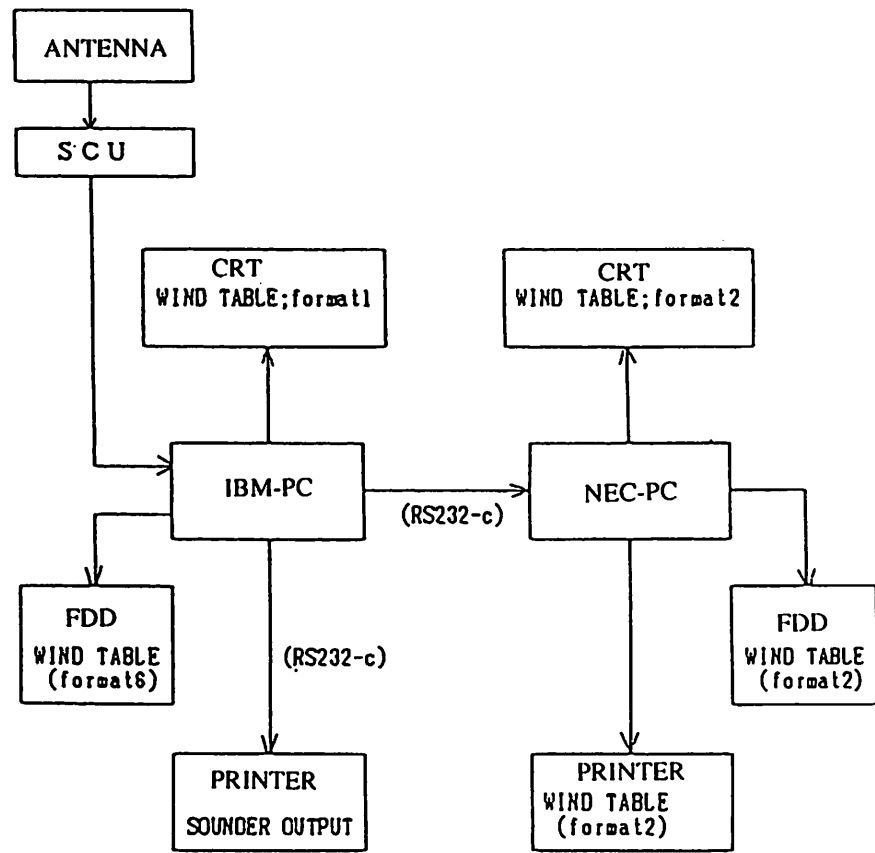 ANTENNA
SCU
CRT
WIND TABLE;format1
CRT
WIND TABLE;format2
IBM-PC
(RS232-c)
NEC-PC
FDD
WIND TABLE
(format6)
(RS232-c)
FDD
WIND TABLE
(format2)
PRINTER
SOUNDER OUTPUT
PRINTER
WIND TABLE
(format2)